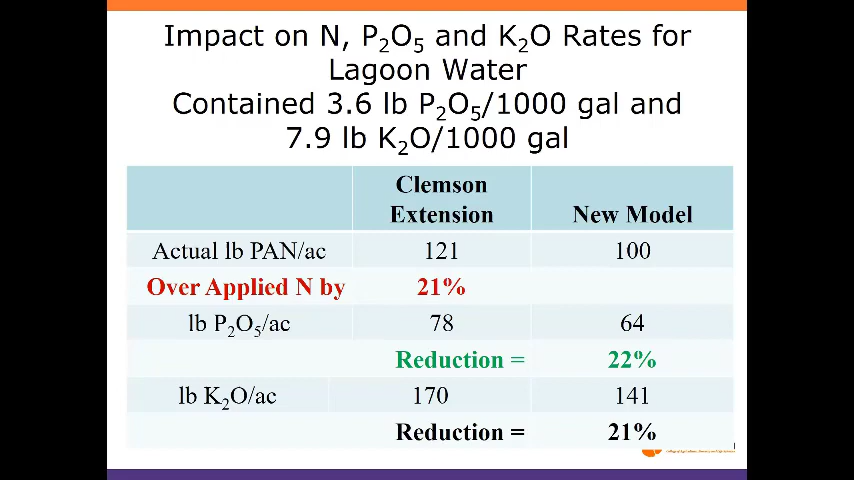 Impact on N, P₂O₅ and K₂O Rates for
Lagoon Water
Contained 3.6 lb P₂O₅/1000 gal and
7.9 lb K₂O/1000 gal
Clemson Extension New Model
Actual lb PAN/ac 121 100
Over Applied N by 21%
lb P₂O₅/ac 78 64
Reduction = 22%
lb K₂O/ac 170 141
Reduction = 21%